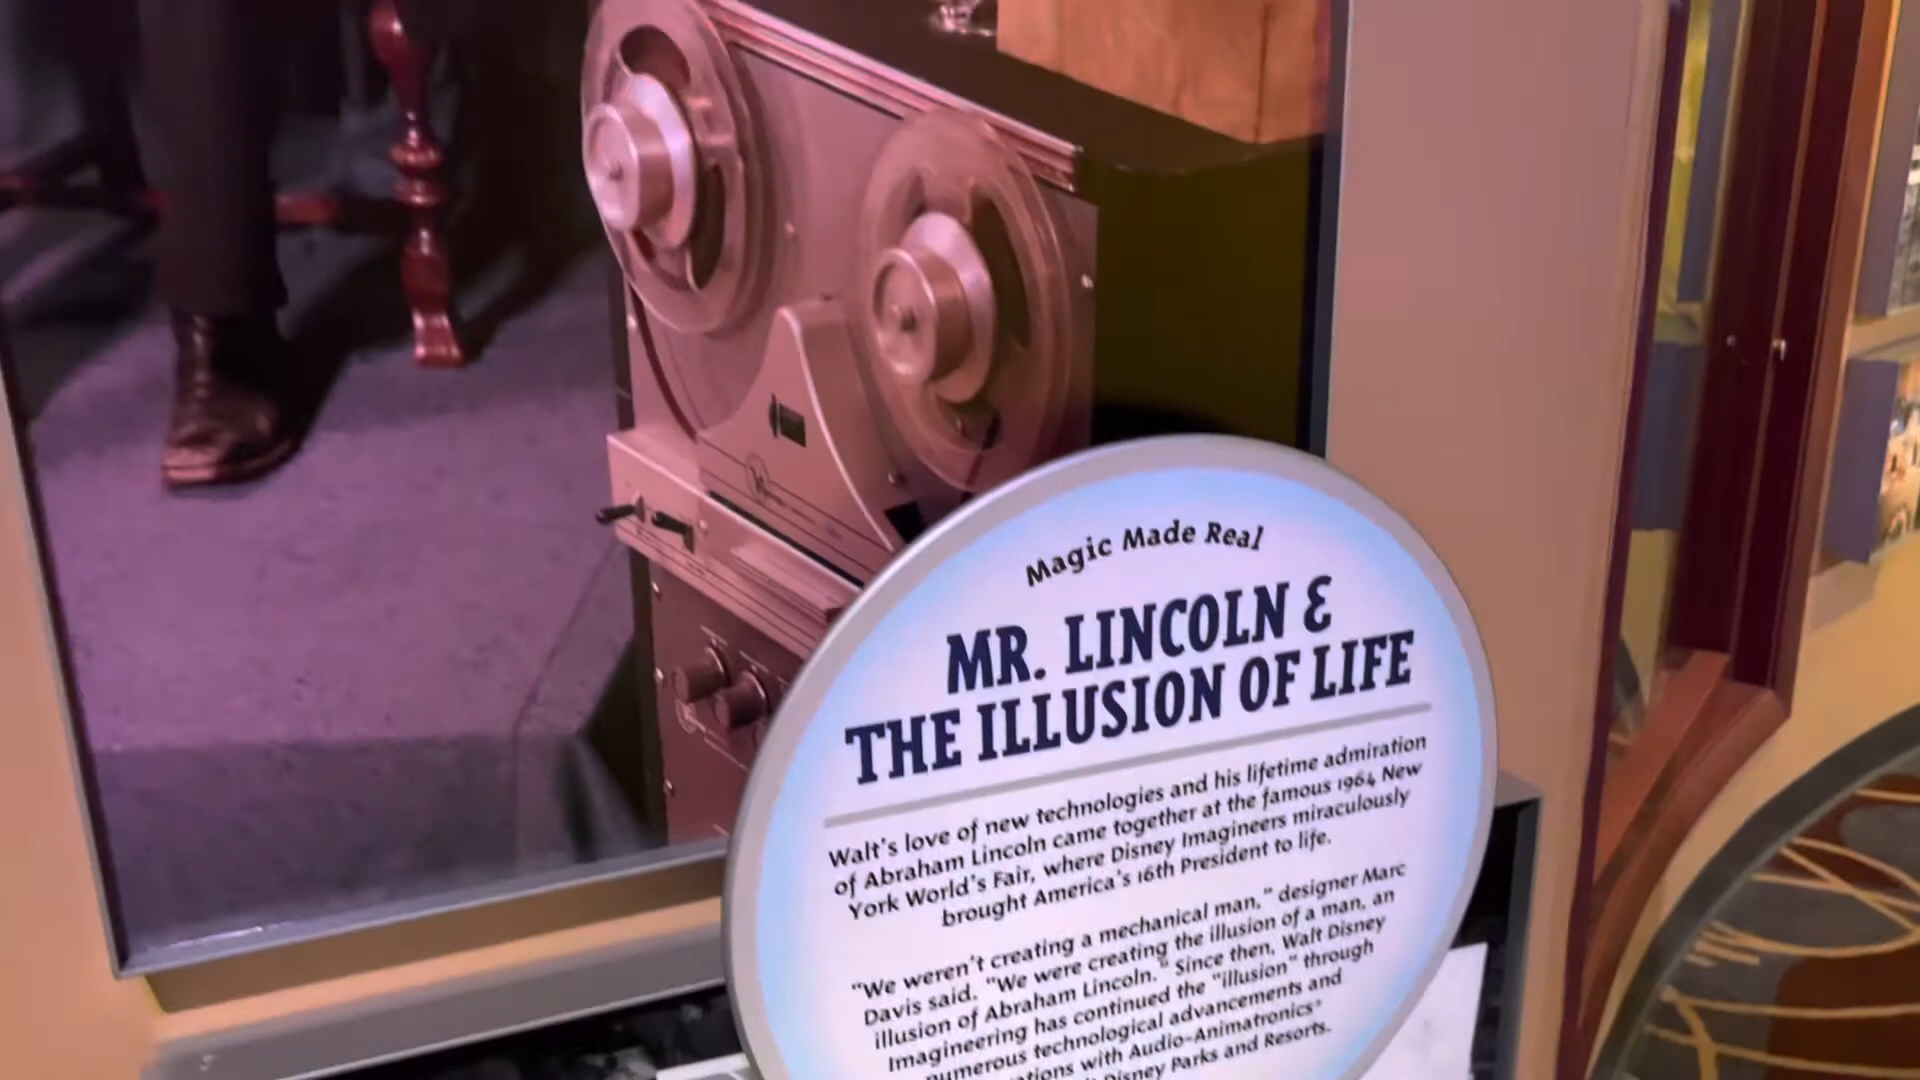 Magic Made Real
MR. LINCOLN &
THE ILLUSION OF LIFE
Walt's love of new technologies and his lifetime admiration
of Abraham Lincoln came together at the famous 1964 New
York World's Fair, where Disney Imagineers miraculously
brought America's 16th President to life.
"We weren't creating a mechanical man," designer Marc
Davis said. "We were creating the illusion of a man, an
illusion of Abraham Lincoln." Since then, Walt Disney
Imagineering has continued the "illusion" through
numerous technological advancements and
with Audio-Animatronics®
Disney Parks and Resorts.